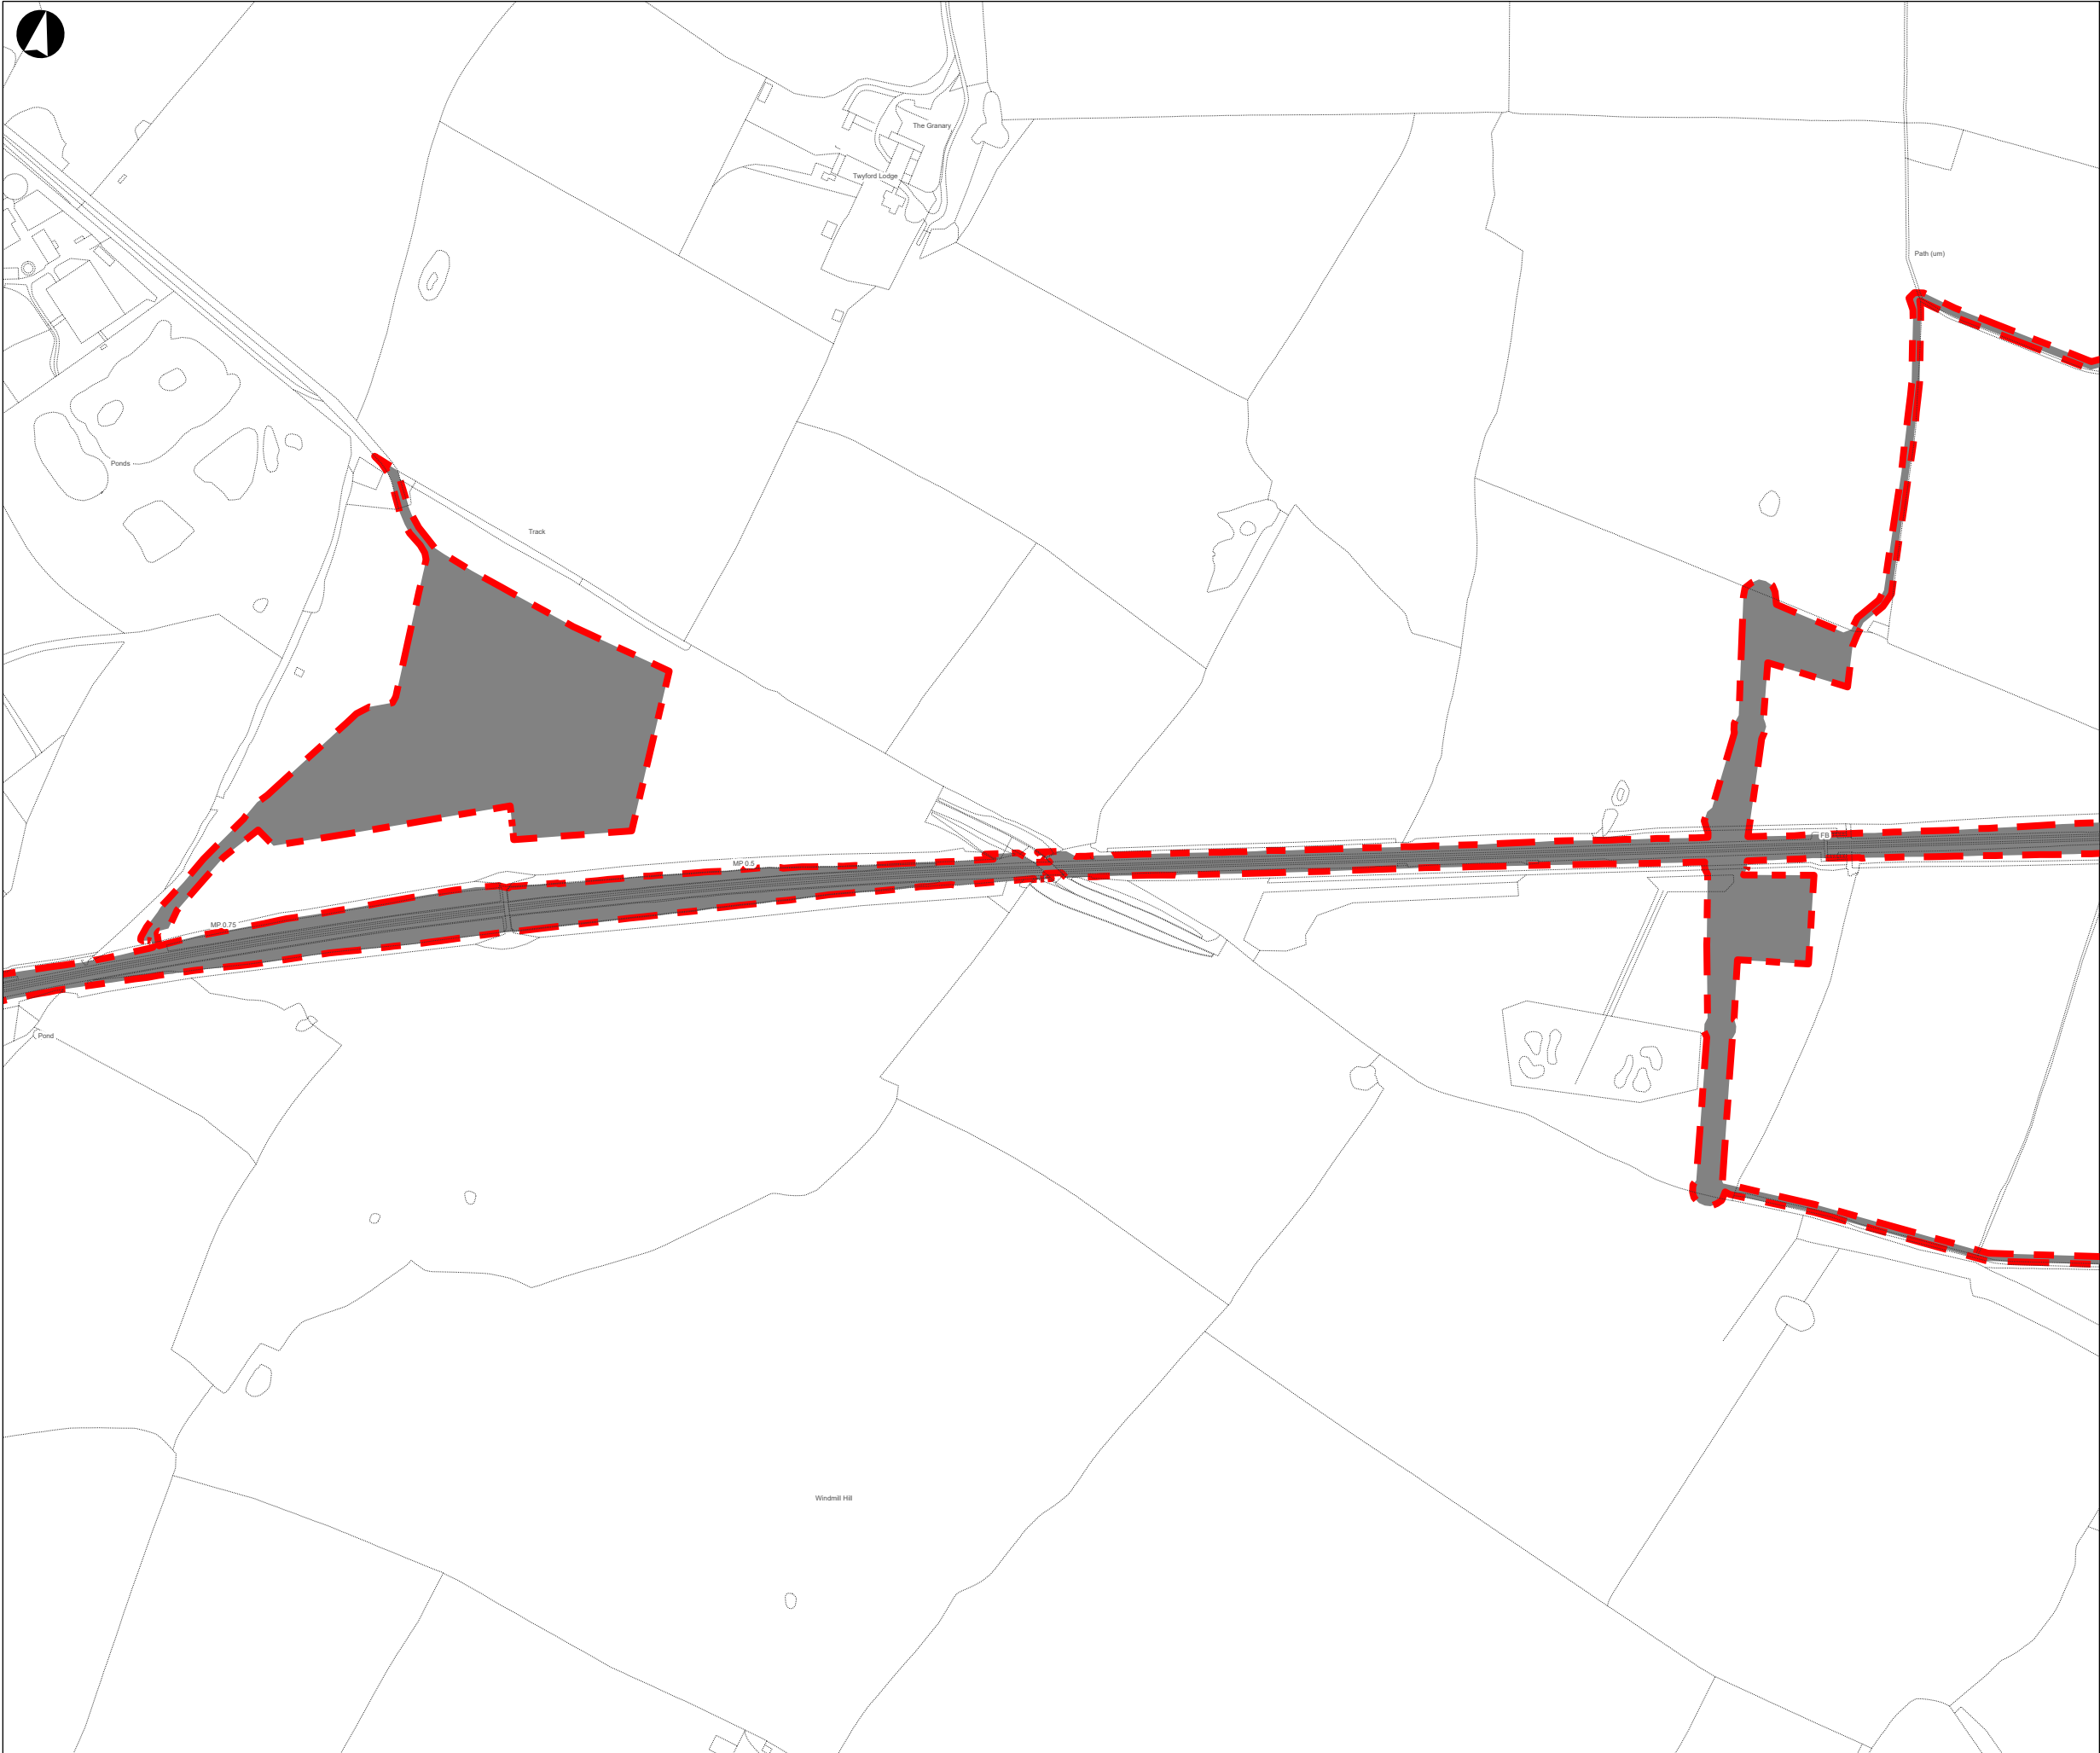 The Granary
Twyford Lodge
Path (um)
Ponds
Track
FB
MP 0.5
MP 0.75
Pond
Windmill Hill